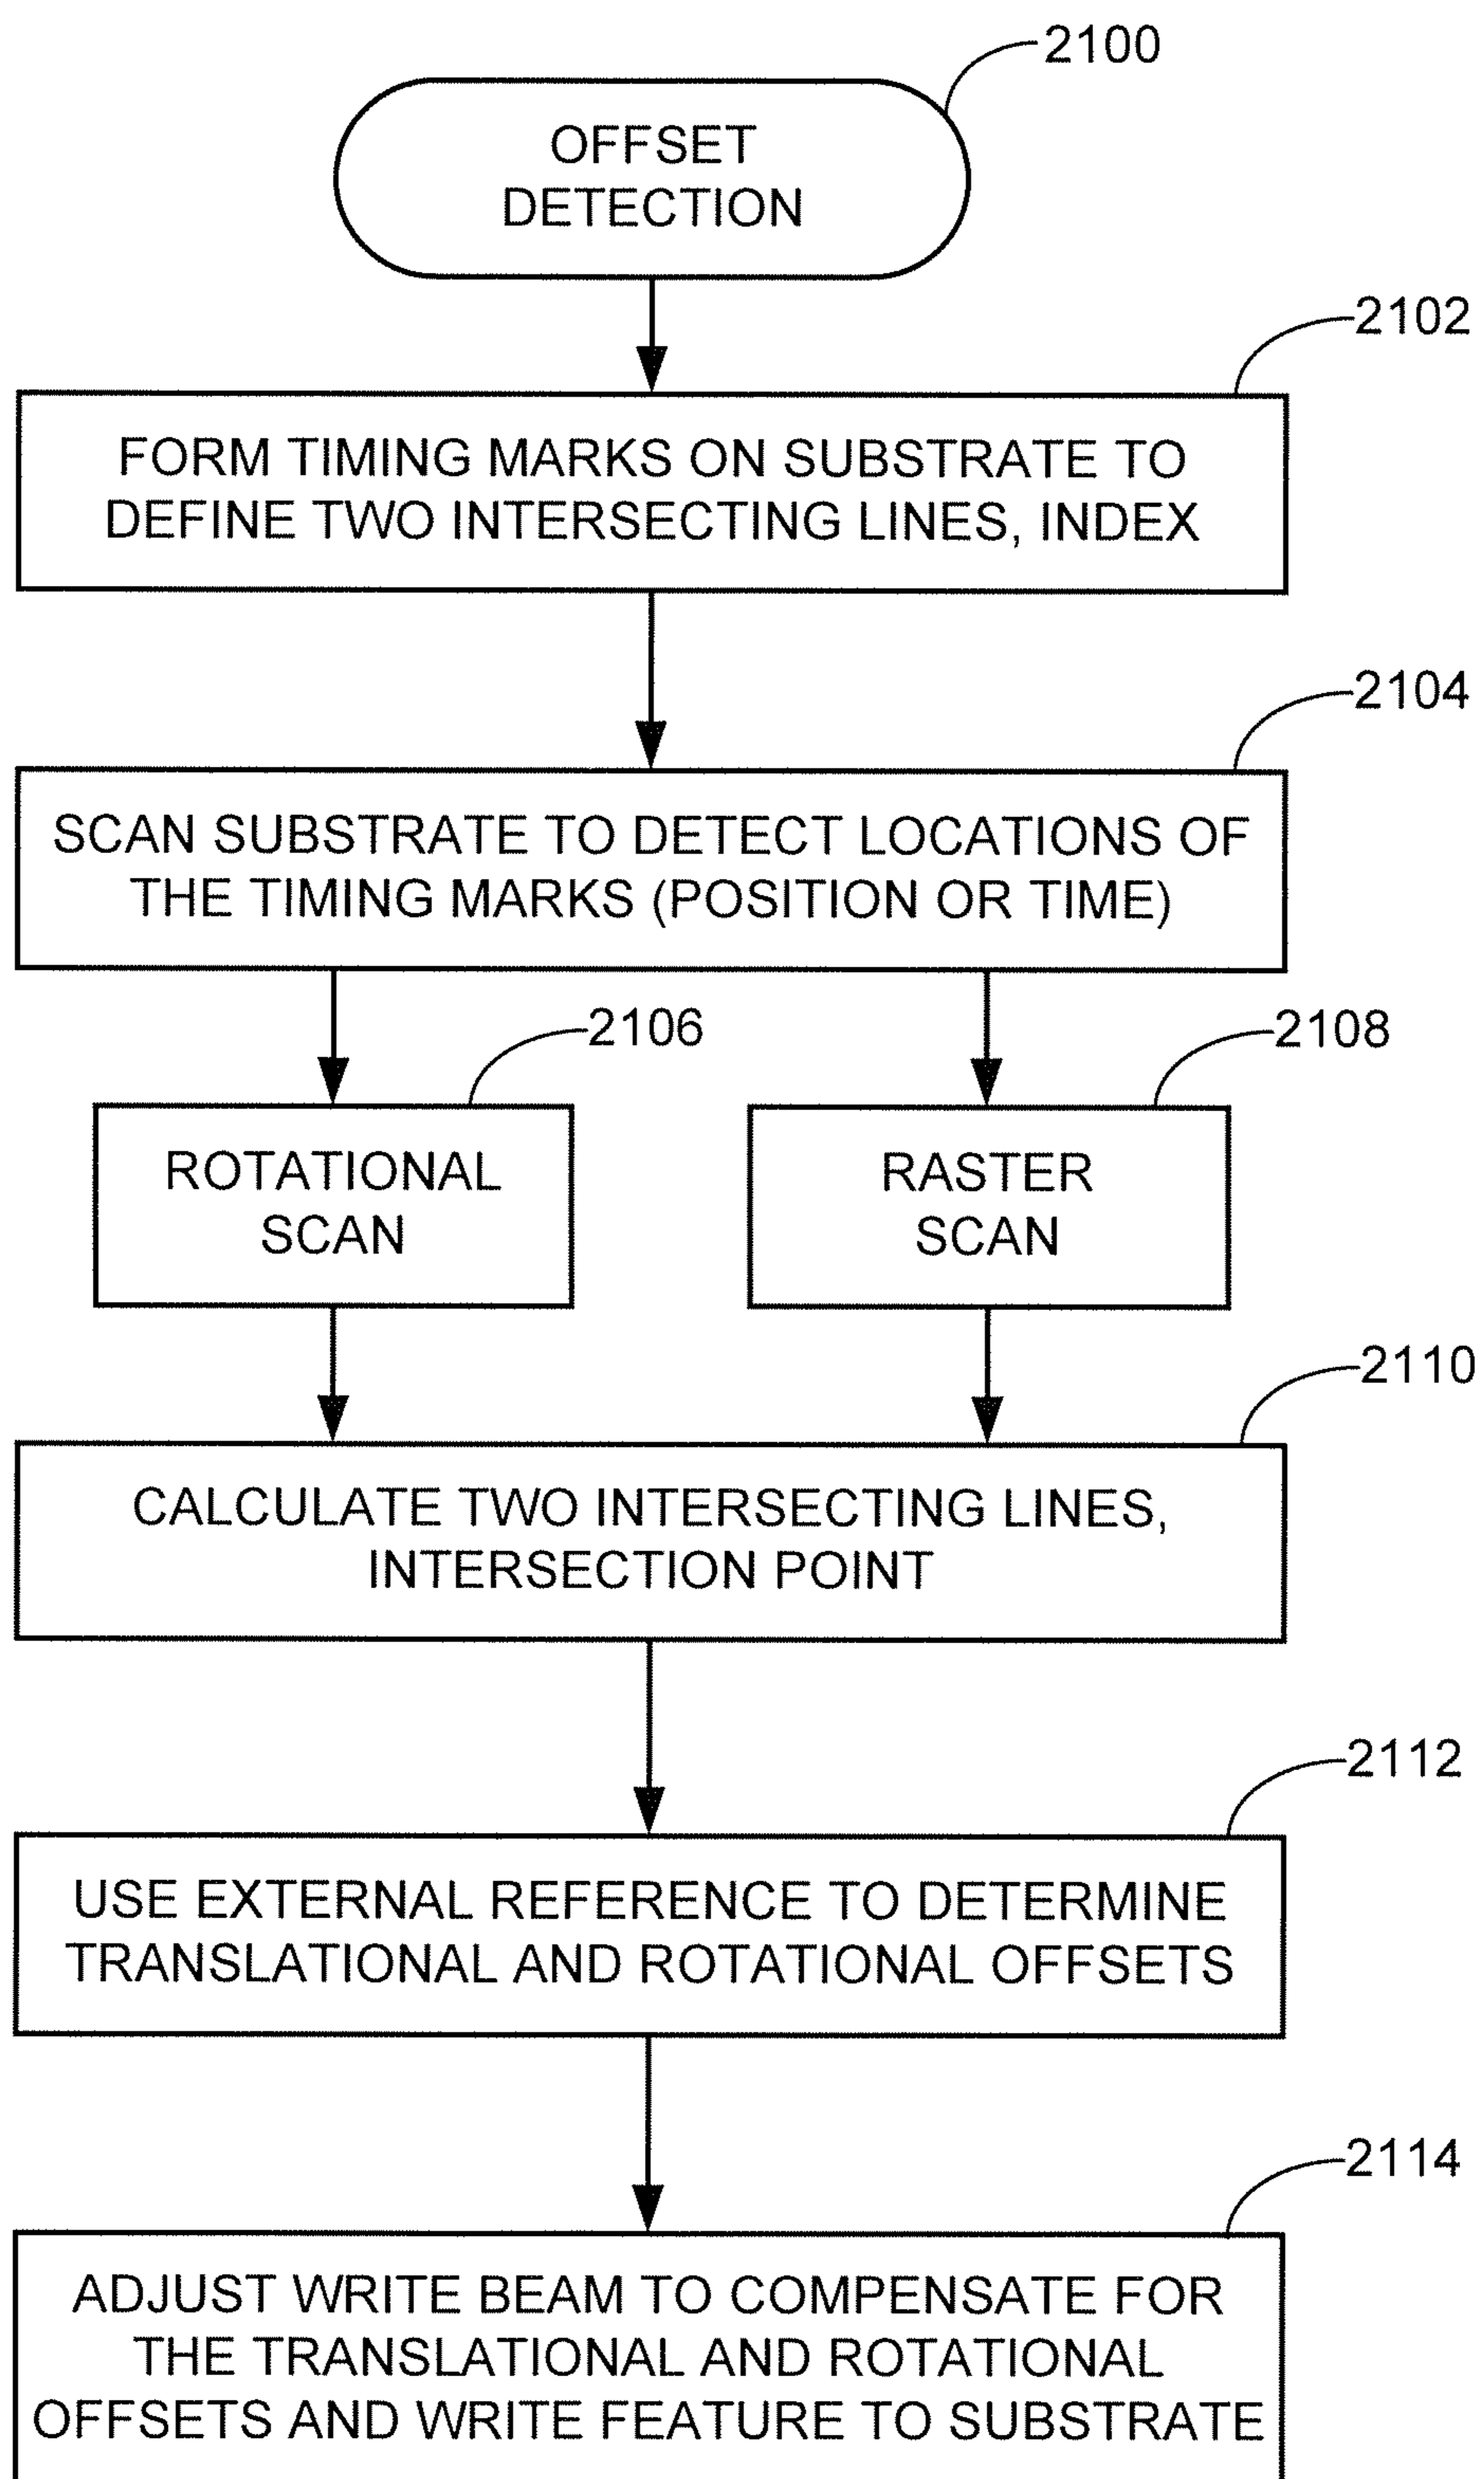 2100
OFFSET
DETECTION
2102
FORM TIMING MARKS ON SUBSTRATE TO
DEFINE TWO INTERSECTING LINES, INDEX
2104
SCAN SUBSTRATE TO DETECT LOCATIONS OF
THE TIMING MARKS (POSITION OR TIME)
2106
2108
ROTATIONAL
SCAN
RASTER
SCAN
2110
CALCULATE TWO INTERSECTING LINES,
INTERSECTION POINT
2112
USE EXTERNAL REFERENCE TO DETERMINE
TRANSLATIONAL AND ROTATIONAL OFFSETS
2114
ADJUST WRITE BEAM TO COMPENSATE FOR
THE TRANSLATIONAL AND ROTATIONAL
OFFSETS AND WRITE FEATURE TO SUBSTRATE